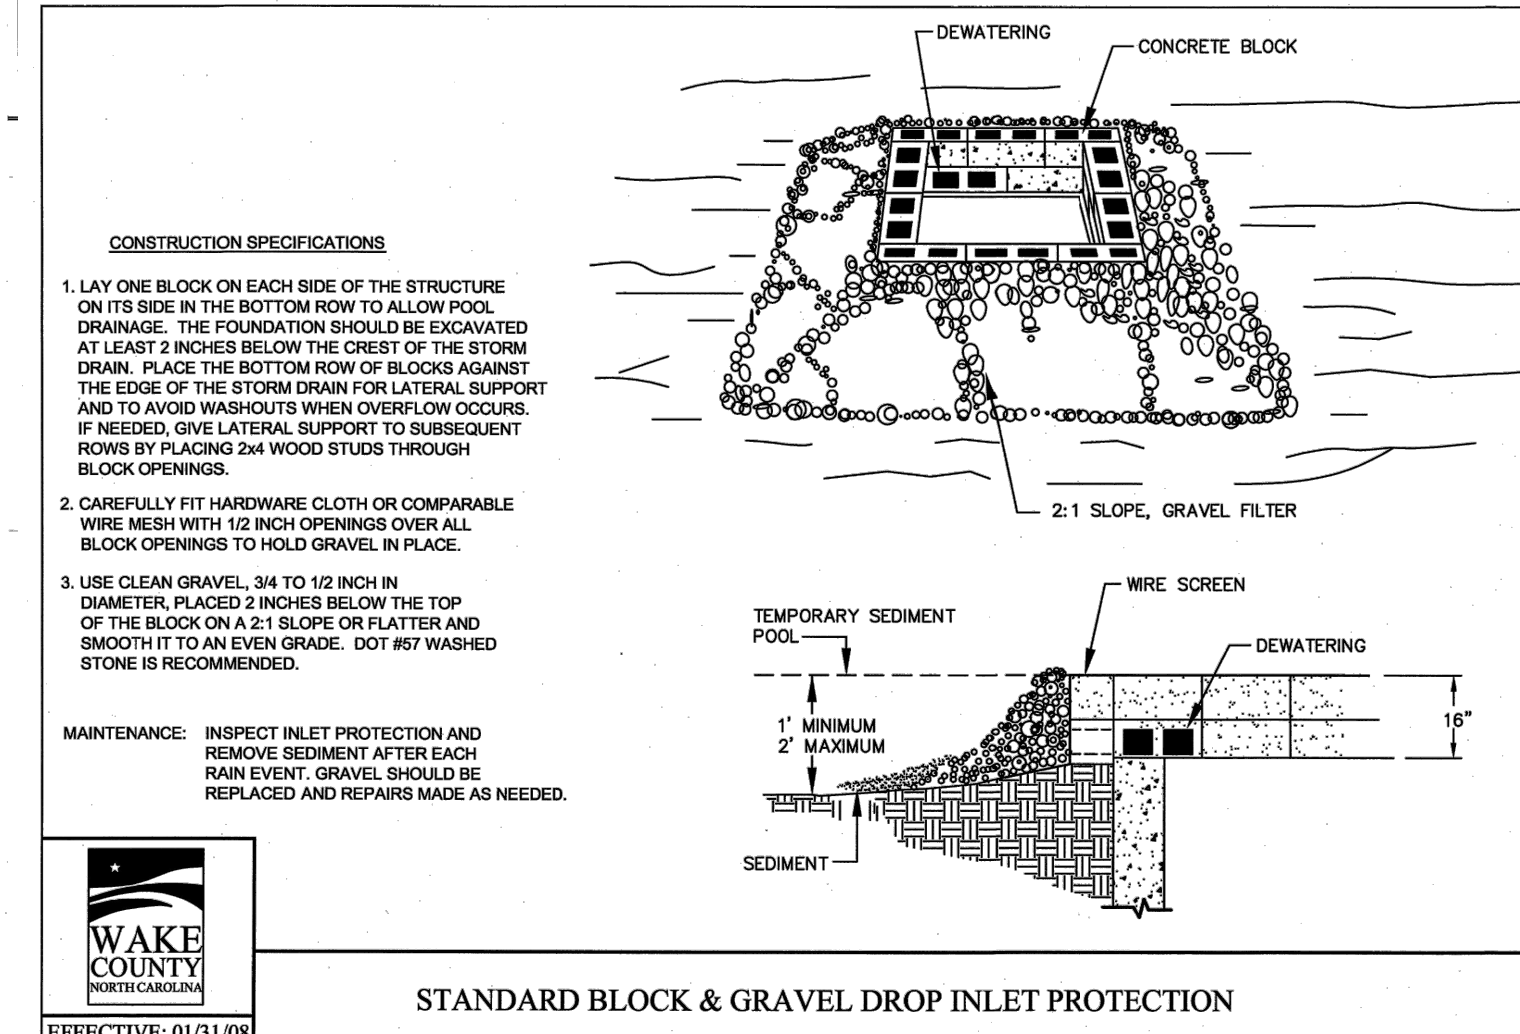 DEWATERING
CONCRETE BLOCK
CONSTRUCTION SPECIFICATIONS
1. LAY ONE BLOCK ON EACH SIDE OF THE STRUCTURE
ON ITS SIDE IN THE BOTTOM ROW TO ALLOW POOL
DRAINAGE. THE FOUNDATION SHOULD BE EXCAVATED
AT LEAST 2 INCHES BELOW THE CREST OF THE STORM
DRAIN. PLACE THE BOTTOM ROW OF BLOCKS AGAINST
THE EDGE OF THE STORM DRAIN FOR LATERAL SUPPORT
AND TO AVOID WASHOUTS WHEN OVERFLOW OCCURS.
IF NEEDED, GIVE LATERAL SUPPORT TO SUBSEQUENT
ROWS BY PLACING 2x4 WOOD STUDS THROUGH
BLOCK OPENINGS.
2. CAREFULLY FIT HARDWARE CLOTH OR COMPARABLE
WIRE MESH WITH 1/2 INCH OPENINGS OVER ALL
BLOCK OPENINGS TO HOLD GRAVEL IN PLACE.
3. USE CLEAN GRAVEL, 3/4 TO 1/2 INCH IN
DIAMETER, PLACED 2 INCHES BELOW THE TOP
OF THE BLOCK ON A 2:1 SLOPE OR FLATTER AND
SMOOTH IT TO AN EVEN GRADE. DOT #57 WASHED
STONE IS RECOMMENDED.
MAINTENANCE: INSPECT INLET PROTECTION AND
REMOVE SEDIMENT AFTER EACH
RAIN EVENT. GRAVEL SHOULD BE
REPLACED AND REPAIRS MADE AS NEEDED.
2:1 SLOPE, GRAVEL FILTER
WIRE SCREEN
TEMPORARY SEDIMENT
POOL
DEWATERING
1' MINIMUM
2' MAXIMUM
16"
SEDIMENT
WAKE
COUNTY
NORTH CAROLINA
EFFECTIVE: 01/31/08
STANDARD BLOCK & GRAVEL DROP INLET PROTECTION